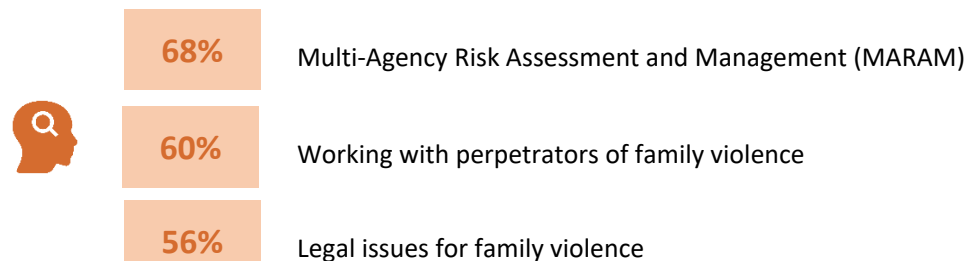 68% Multi-Agency Risk Assessment and Management (MARAM)
60% Working with perpetrators of family violence
56% Legal issues for family violence